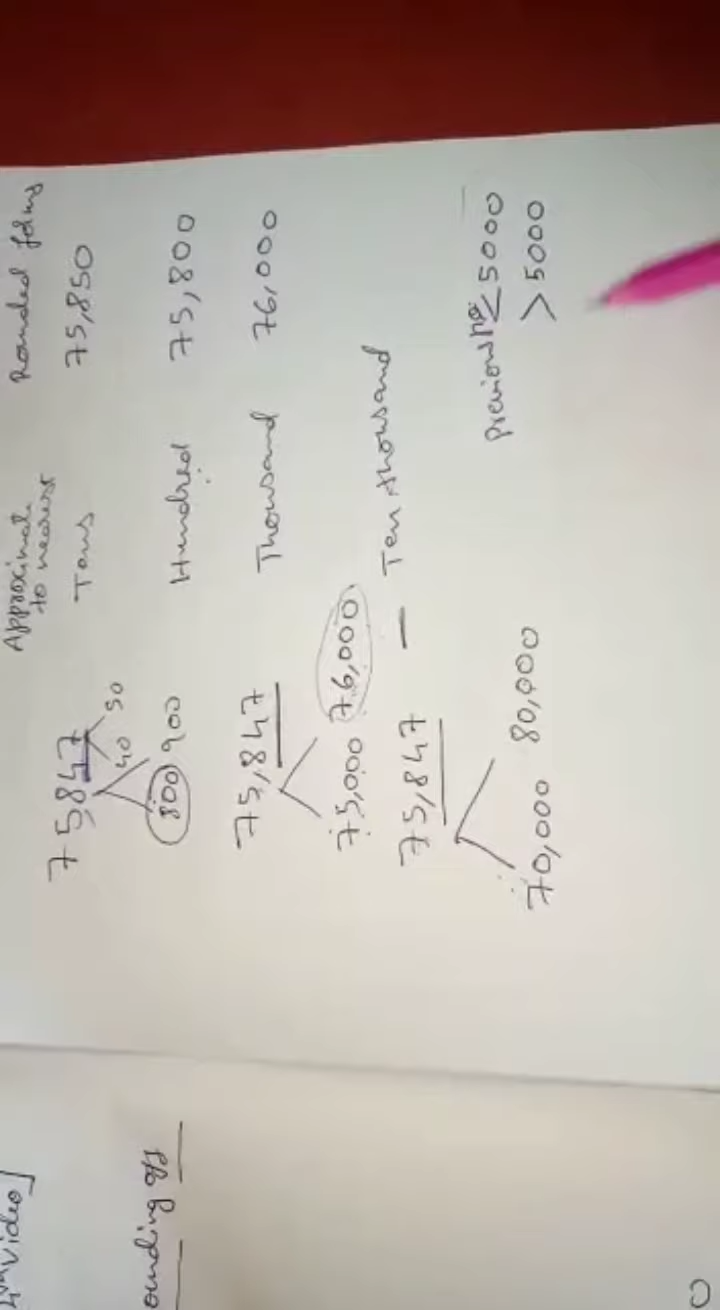 Approximate to nearest Rounded forms
75,847 Tens 75,850
40 50
800 900 Hundred 75,800
75,847 Thousand 76,000
75,000 76,000
75,847 — Ten thousand
previous no ≤ 5000
70,000 80,000 > 5000
video]
ounding off